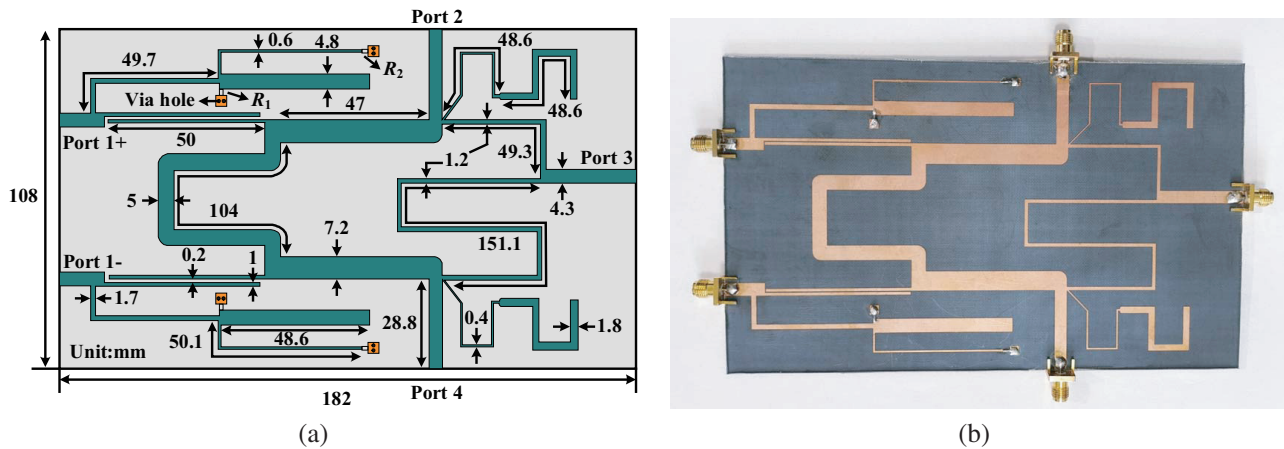 Port 2
0.6
4.8
48.6
49.7
R2
R1
Via hole
47
48.6
50
Port 1+
1.2
49.3
Port 3
108
5
104
4.3
7.2
151.1
0.2
1
Port 1-
1.7
28.8
0.4
1.8
50.1
48.6
Unit:mm
Port 4
182
(a)
(b)